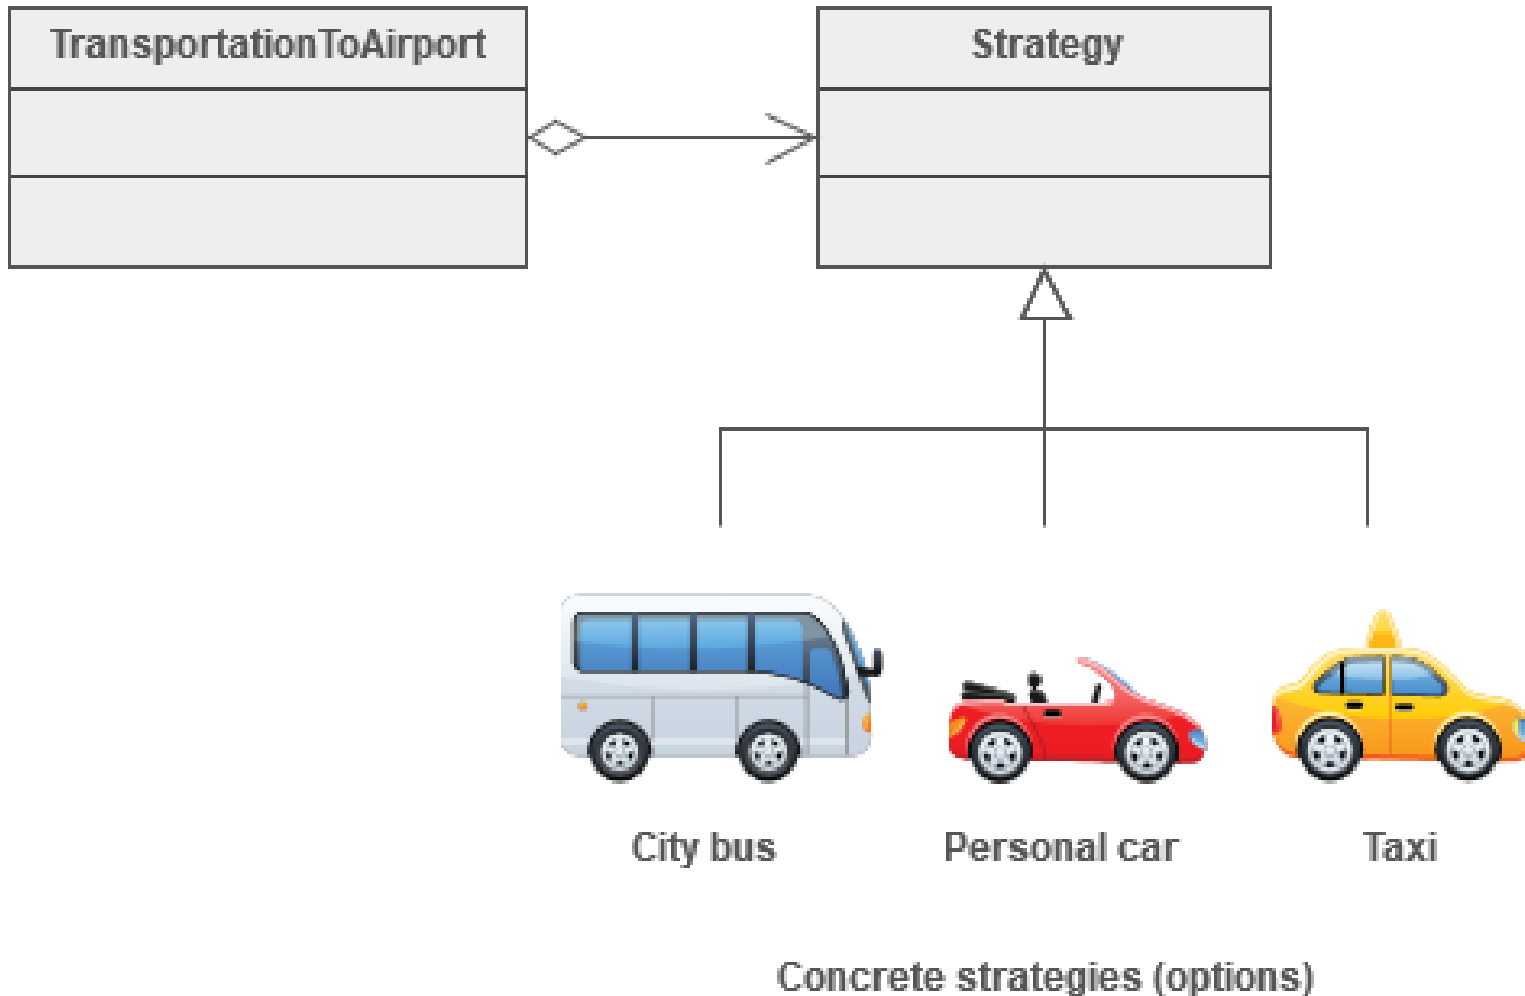 TransportationToAirport
Strategy
City bus
Personal car
Taxi
Concrete strategies (options)